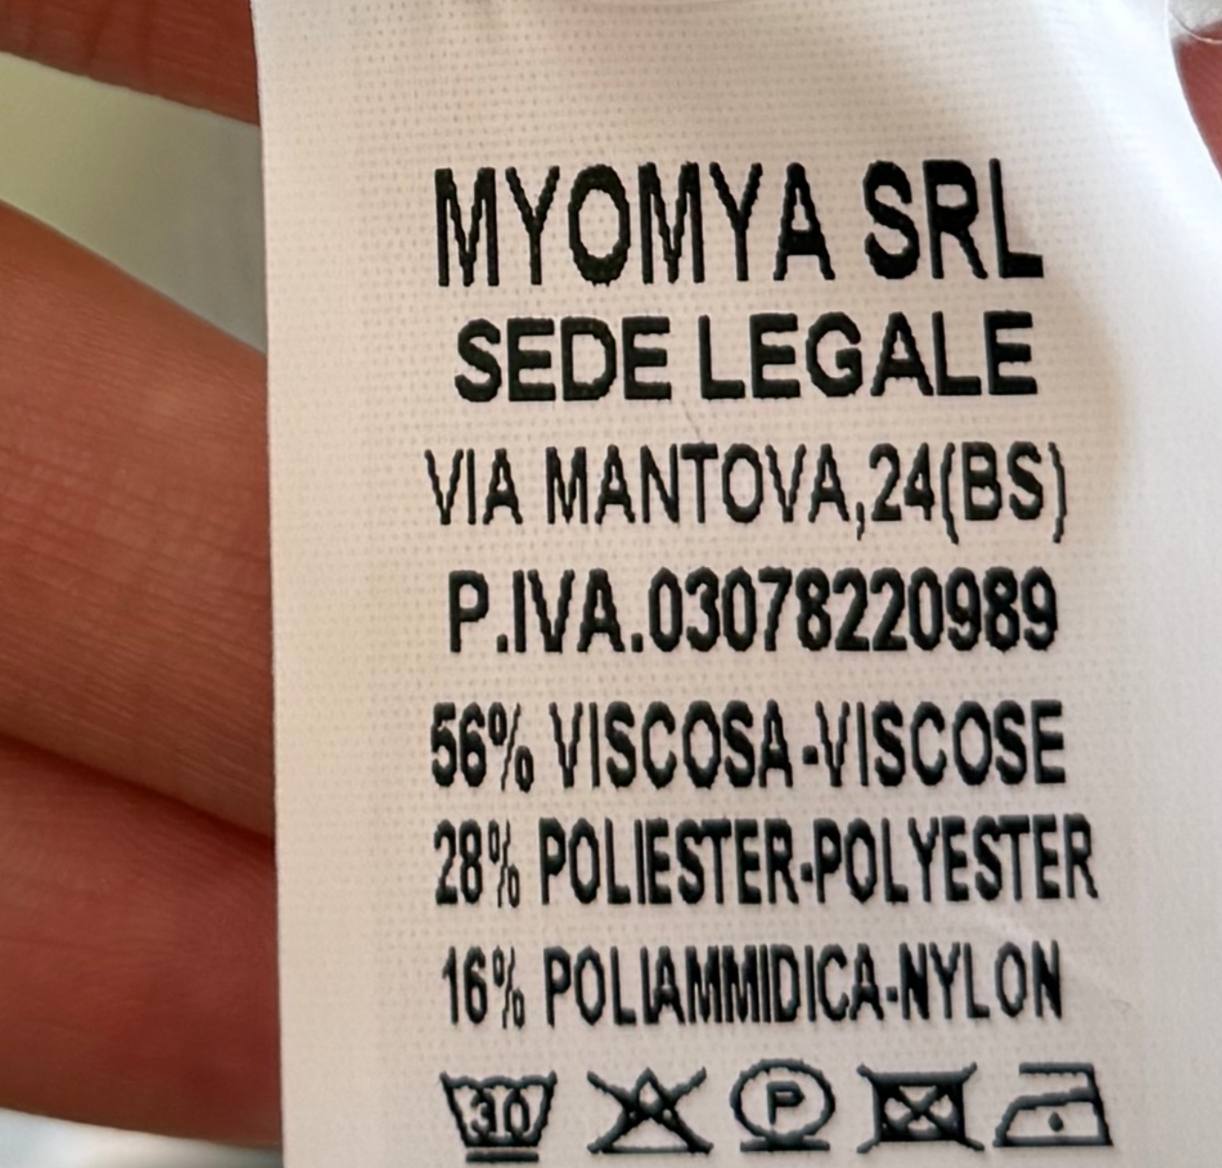 MYOMYA SRL
SEDE LEGALE
VIA MANTOVA,24(BS)
P.IVA.03078220989
56% VISCOSA-VISCOSE
28% POLIESTER-POLYESTER
16% POLIAMMIDICA-NYLON
30 P